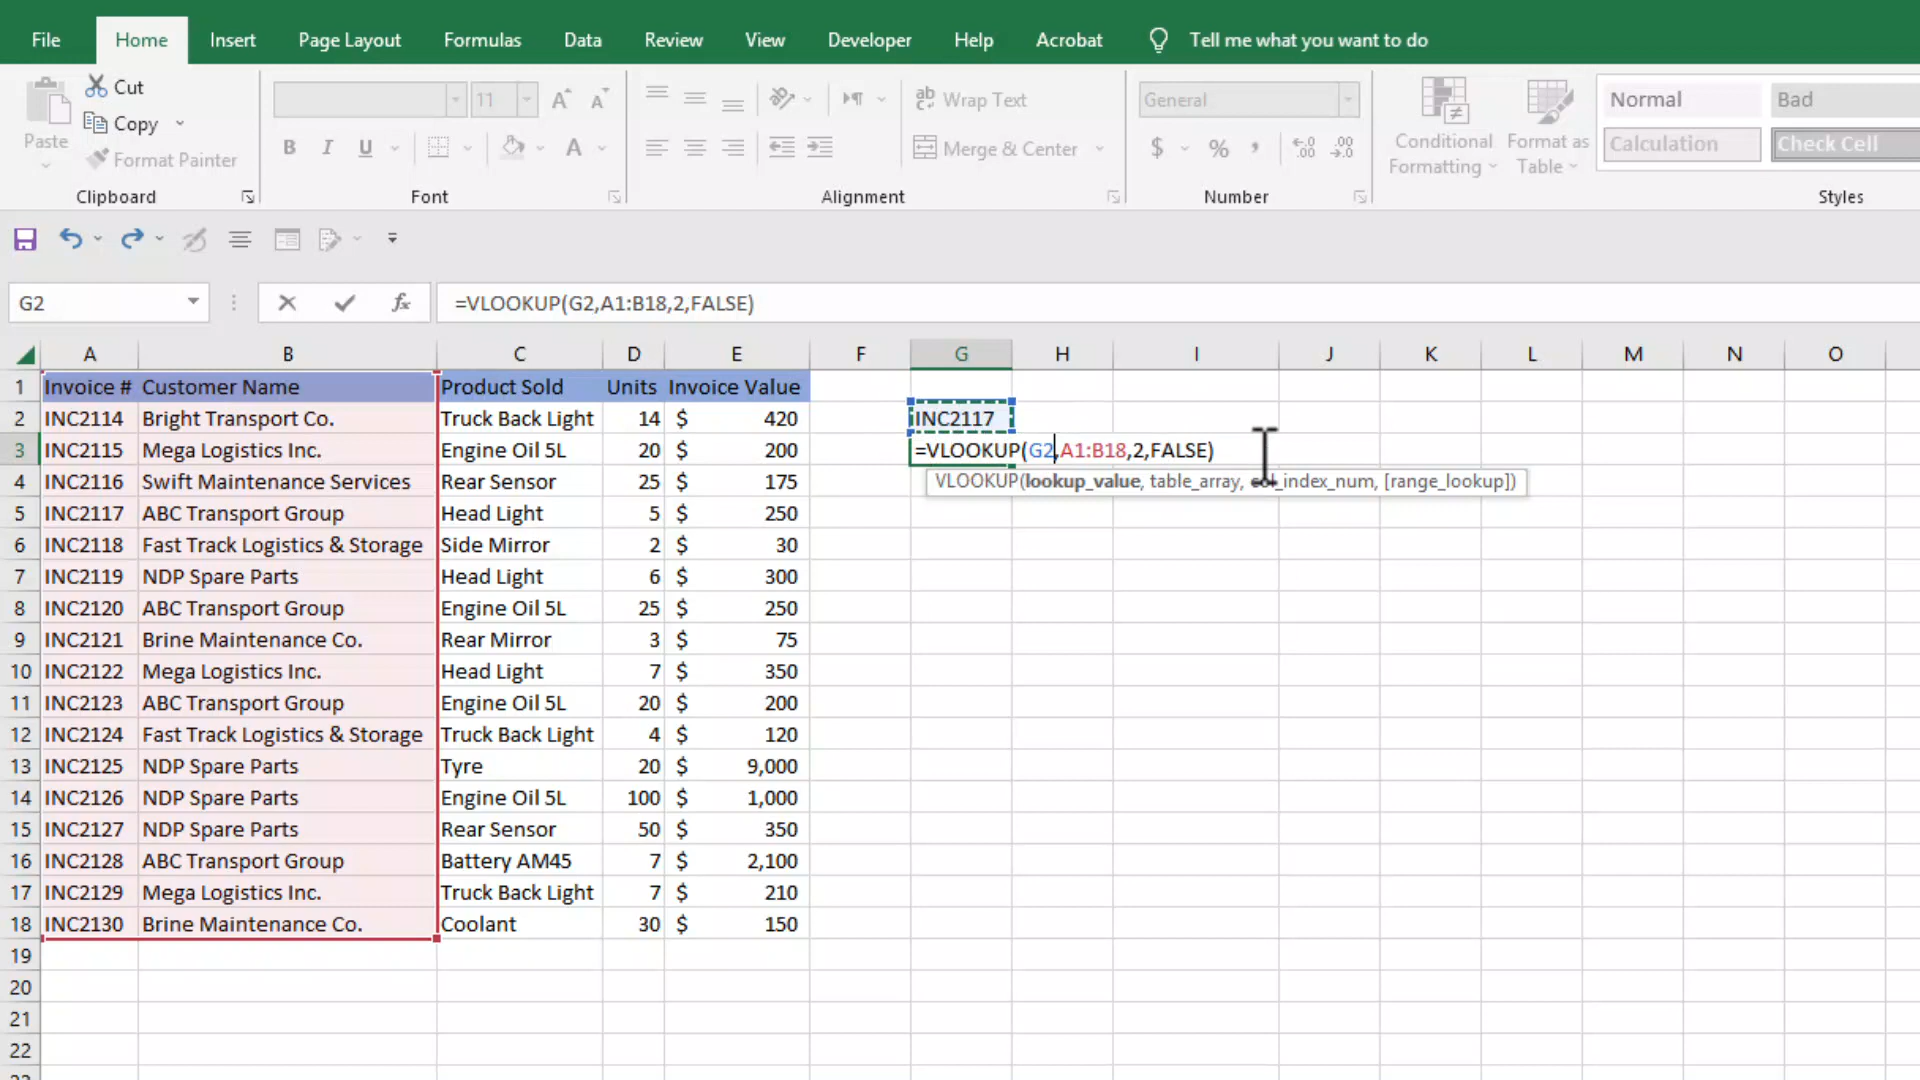 File Home Insert Page Layout Formulas Data Review View Developer Help Acrobat Tell me what you want to do
Cut
Copy
Paste
Format Painter
Clipboard
11
B I U
Font
Wrap Text
Merge & Center
Alignment
General
$ % ,
Number
Conditional Formatting
Format as Table
Normal Bad
Calculation Check Cell
Styles
G2 fx =VLOOKUP(G2,A1:B18,2,FALSE)
A B C D E F G H I J K L M N O
1 Invoice # Customer Name Product Sold Units Invoice Value
2 INC2114 Bright Transport Co. Truck Back Light 14 $ 420 INC2117
3 INC2115 Mega Logistics Inc. Engine Oil 5L 20 $ 200 =VLOOKUP(G2,A1:B18,2,FALSE)
4 INC2116 Swift Maintenance Services Rear Sensor 25 $ 175 VLOOKUP(lookup_value, table_array, col_index_num, [range_lookup])
5 INC2117 ABC Transport Group Head Light 5 $ 250
6 INC2118 Fast Track Logistics & Storage Side Mirror 2 $ 30
7 INC2119 NDP Spare Parts Head Light 6 $ 300
8 INC2120 ABC Transport Group Engine Oil 5L 25 $ 250
9 INC2121 Brine Maintenance Co. Rear Mirror 3 $ 75
10 INC2122 Mega Logistics Inc. Head Light 7 $ 350
11 INC2123 ABC Transport Group Engine Oil 5L 20 $ 200
12 INC2124 Fast Track Logistics & Storage Truck Back Light 4 $ 120
13 INC2125 NDP Spare Parts Tyre 20 $ 9,000
14 INC2126 NDP Spare Parts Engine Oil 5L 100 $ 1,000
15 INC2127 NDP Spare Parts Rear Sensor 50 $ 350
16 INC2128 ABC Transport Group Battery AM45 7 $ 2,100
17 INC2129 Mega Logistics Inc. Truck Back Light 7 $ 210
18 INC2130 Brine Maintenance Co. Coolant 30 $ 150
19
20
21
22